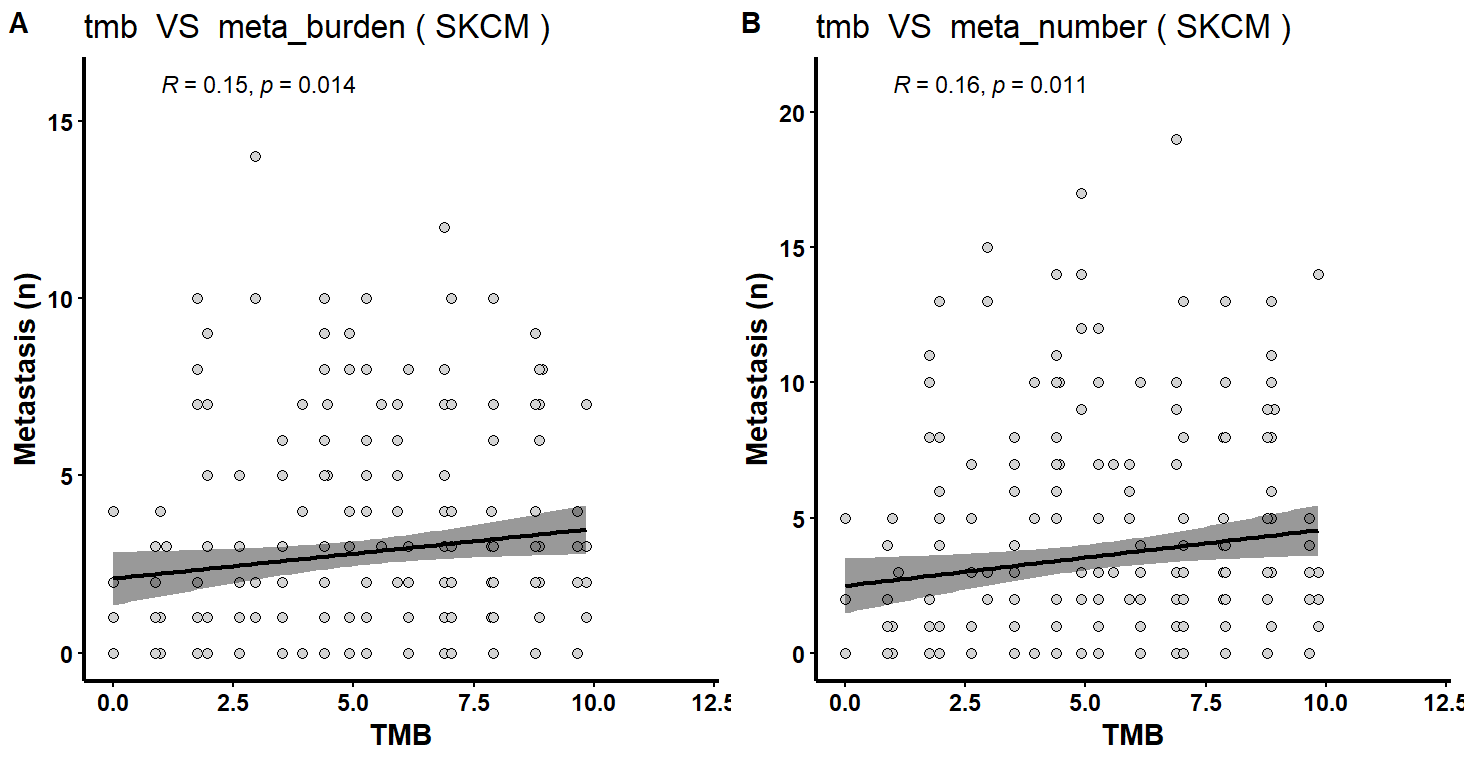 A
tmb VS meta_burden ( SKCM )
R = 0.15, p = 0.014
Metastasis (n)
15
10
5
0
0.0 2.5 5.0 7.5 10.0 12.5
TMB
B
tmb VS meta_number ( SKCM )
R = 0.16, p = 0.011
Metastasis (n)
20
15
10
5
0
0.0 2.5 5.0 7.5 10.0 12.5
TMB